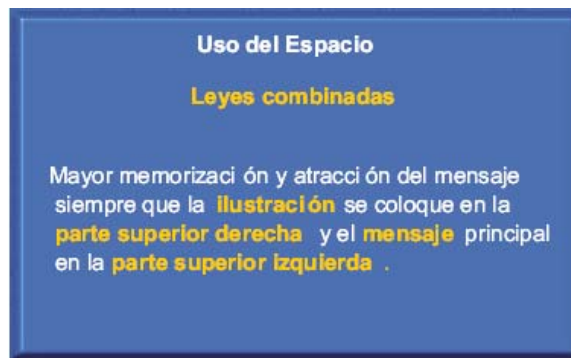 Uso del Espacio
Leyes combinadas
Mayor memorizaci ón y atracci ón del mensaje
siempre que la ilustración se coloque en la
parte superior derecha y el mensaje principal
en la parte superior izquierda .